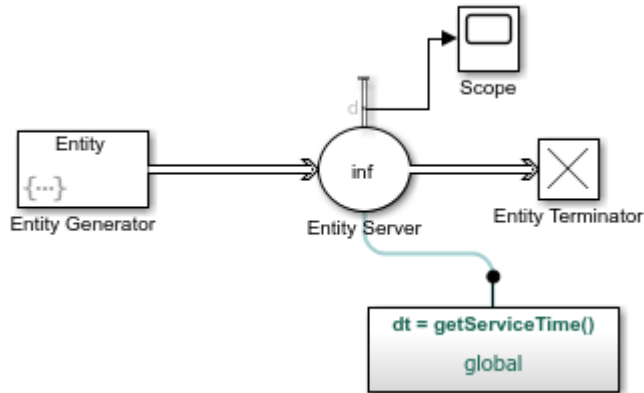 Scope
d
Entity
{...}
Entity Generator
inf
Entity Server
Entity Terminator
dt = getServiceTime()
global